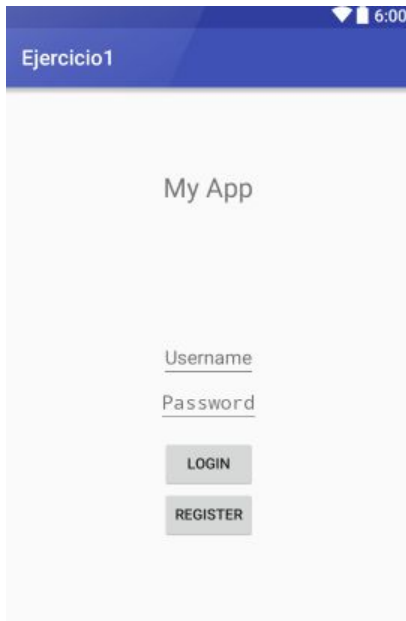 6:00
Ejercicio1
My App
Username
Password
LOGIN
REGISTER